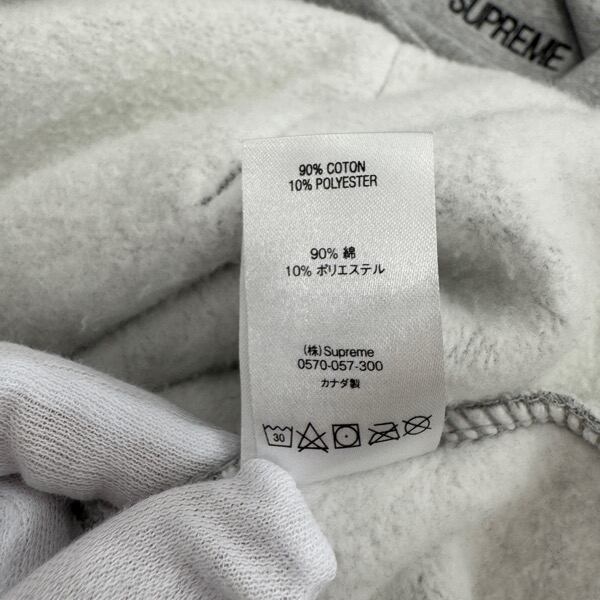 SUPREME
90% COTON
10% POLYESTER
90% 綿
10% ポリエステル
(株)Supreme
0570-057-300
カナダ製
30